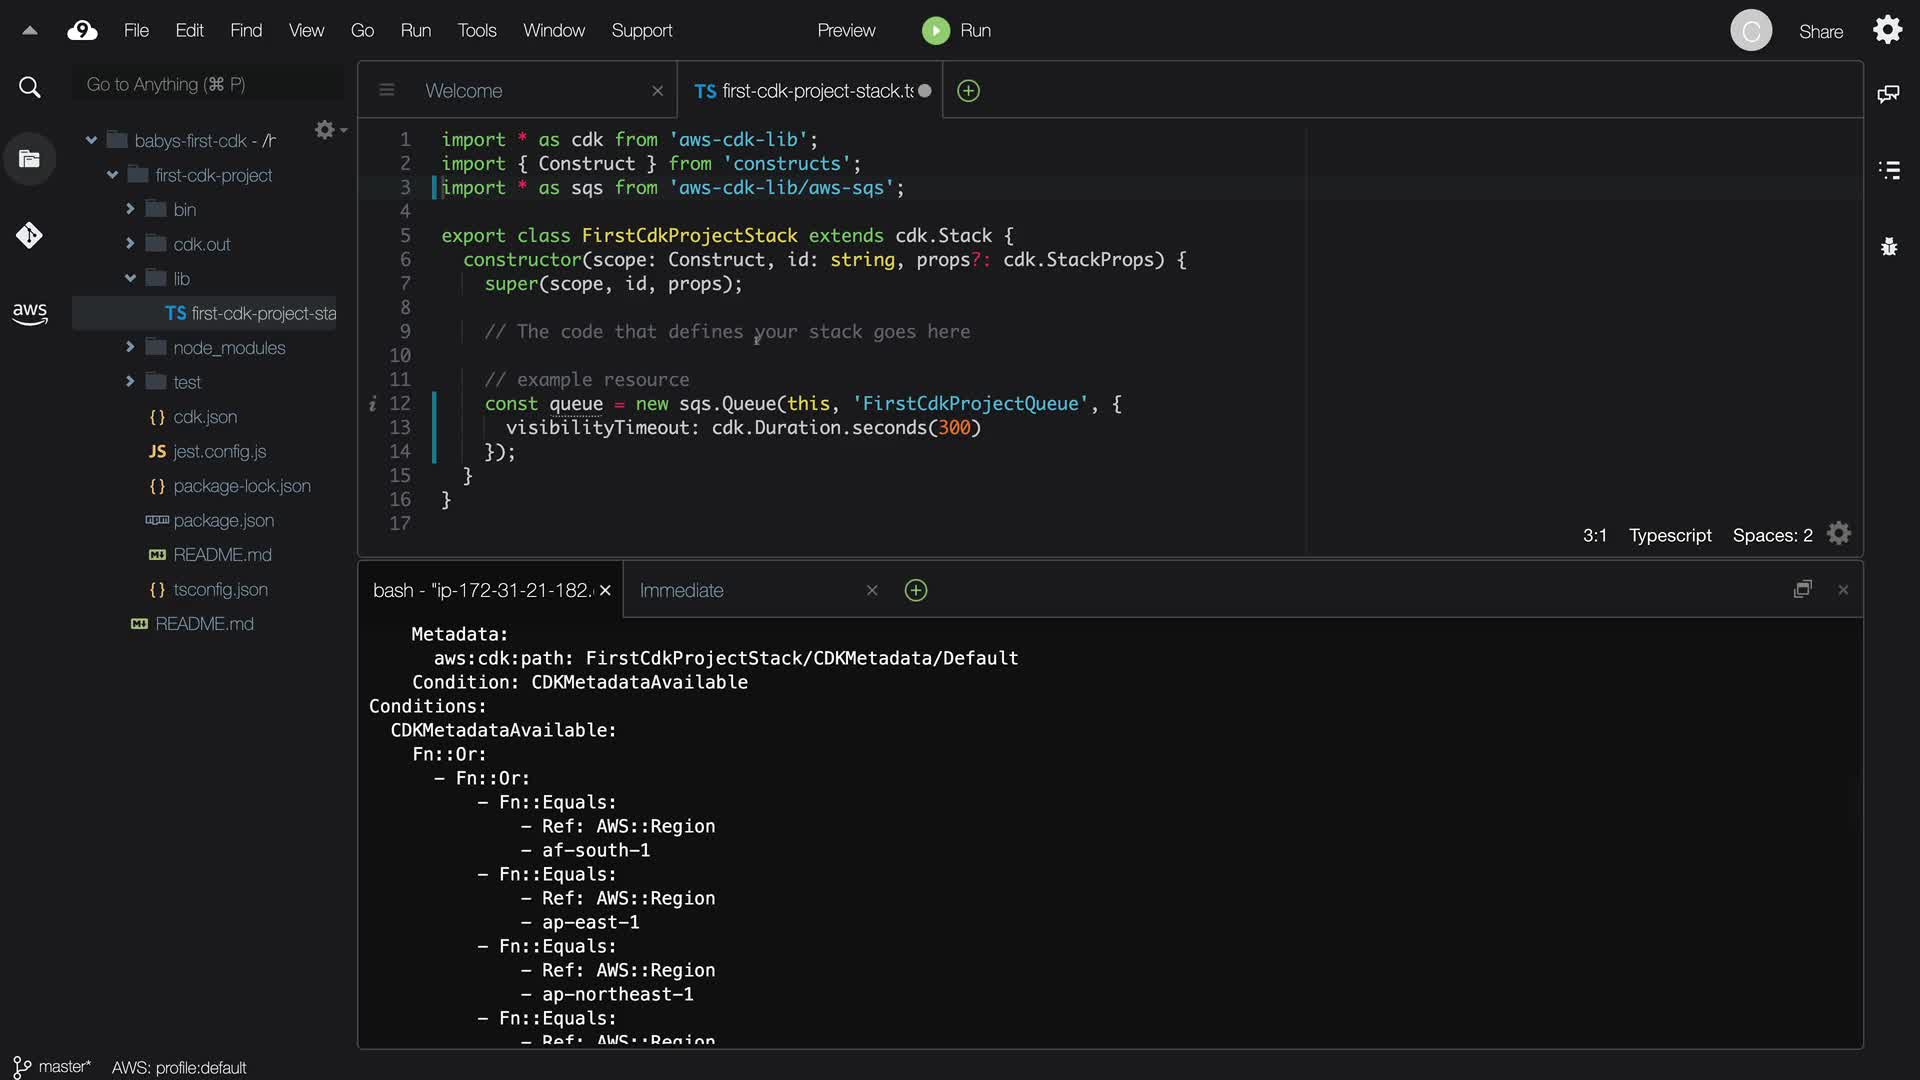 9 File Edit Find View Go Run Tools Window Support Preview Run C Share
Go to Anything (⌘ P)
babys-first-cdk - /h
first-cdk-project
bin
cdk.out
lib
TS first-cdk-project-sta
node_modules
test
{} cdk.json
JS jest.config.js
{} package-lock.json
package.json
README.md
{} tsconfig.json
README.md
aws
Welcome
TS first-cdk-project-stack.ts
1 import * as cdk from 'aws-cdk-lib';
2 import { Construct } from 'constructs';
3 import * as sqs from 'aws-cdk-lib/aws-sqs';
4
5 export class FirstCdkProjectStack extends cdk.Stack {
6 constructor(scope: Construct, id: string, props?: cdk.StackProps) {
7 super(scope, id, props);
8
9 // The code that defines your stack goes here
10
11 // example resource
i 12 const queue = new sqs.Queue(this, 'FirstCdkProjectQueue', {
13 visibilityTimeout: cdk.Duration.seconds(300)
14 });
15 }
16 }
17
3:1 Typescript Spaces: 2
bash - "ip-172-31-21-182.
Immediate
Metadata:
aws:cdk:path: FirstCdkProjectStack/CDKMetadata/Default
Condition: CDKMetadataAvailable
Conditions:
CDKMetadataAvailable:
Fn::Or:
- Fn::Or:
- Fn::Equals:
- Ref: AWS::Region
- af-south-1
- Fn::Equals:
- Ref: AWS::Region
- ap-east-1
- Fn::Equals:
- Ref: AWS::Region
- ap-northeast-1
- Fn::Equals:
- Ref: AWS::Region
master* AWS: profile:default